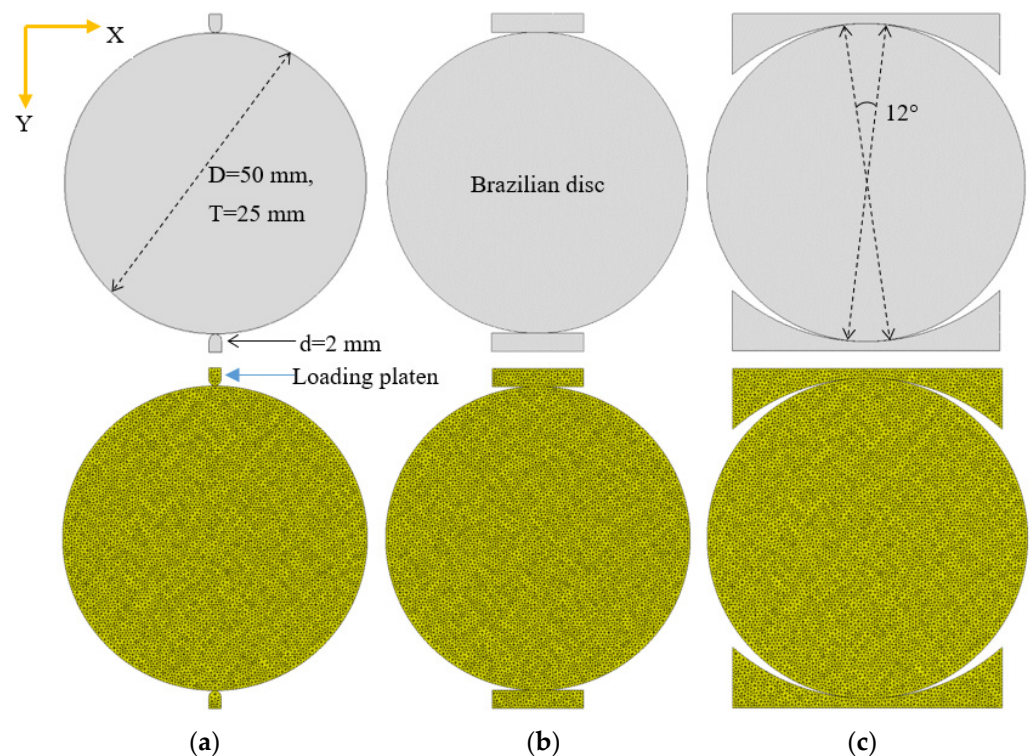 X
Y
12°
D=50 mm,
T=25 mm
Brazilian disc
d=2 mm
Loading platen
(a)
(b)
(c)